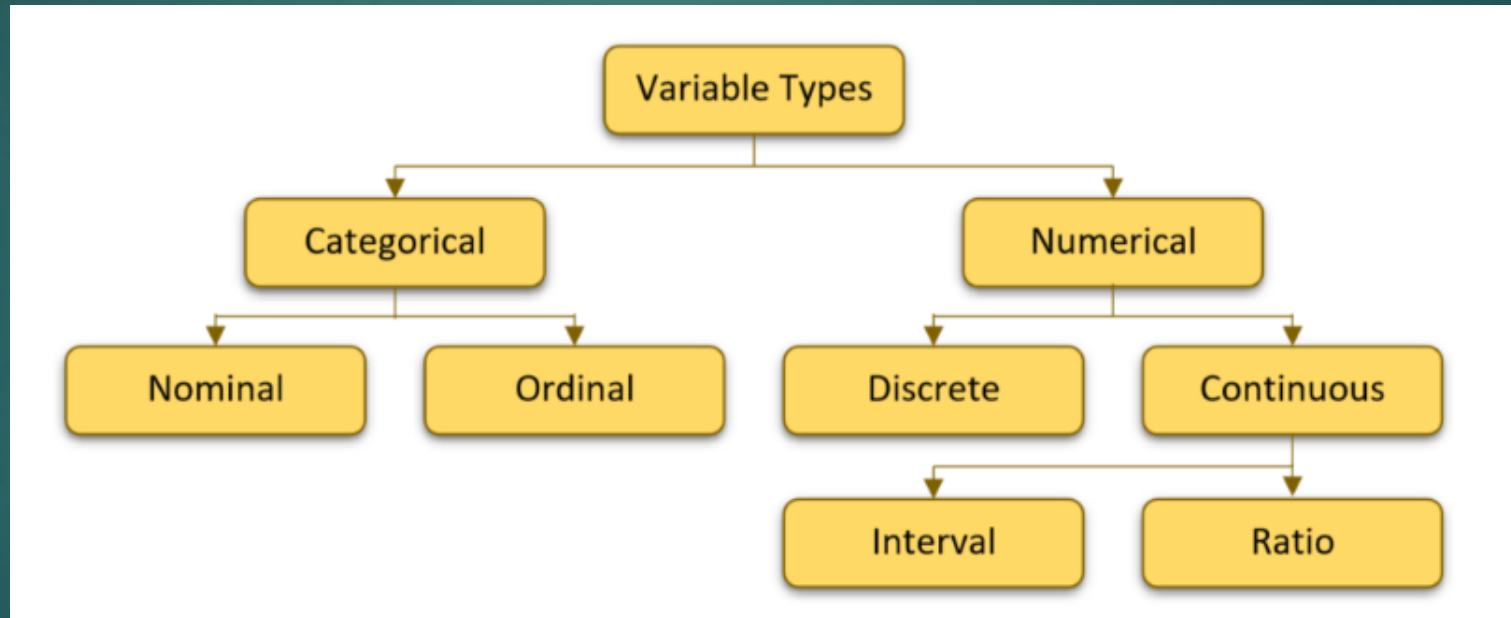 Variable Types
Categorical
Numerical
Nominal
Ordinal
Discrete
Continuous
Interval
Ratio